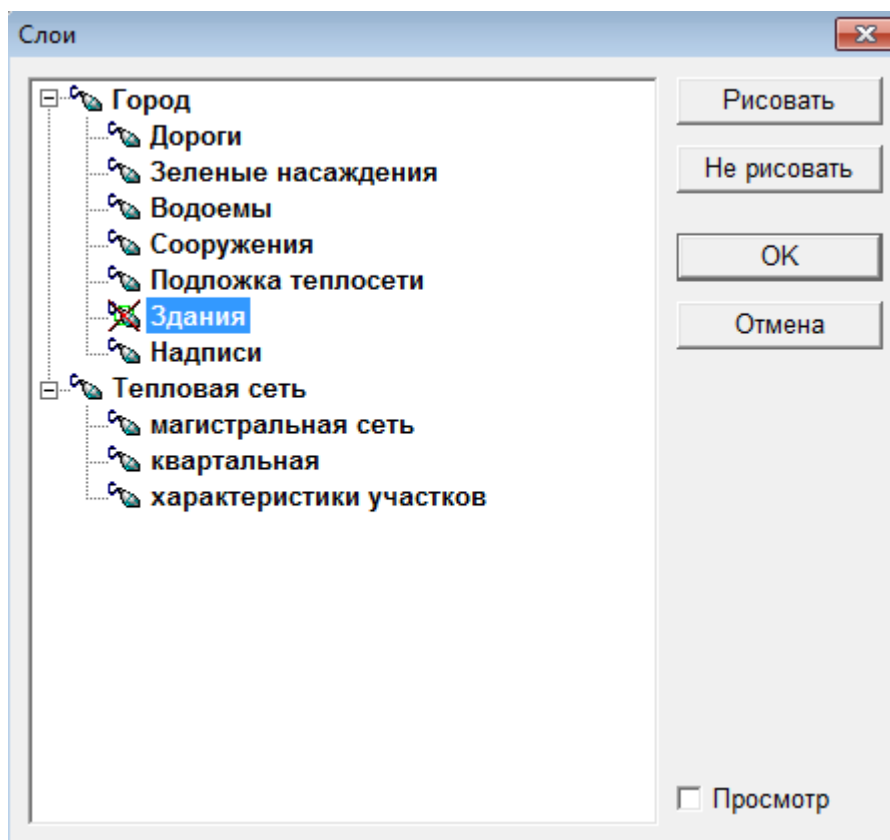 Слои
Город
Дороги
Зеленые насаждения
Водоемы
Сооружения
Подложка теплосети
Здания
Надписи
Тепловая сеть
магистральная сеть
квартальная
характеристики участков
Рисовать
Не рисовать
OK
Отмена
Просмотр